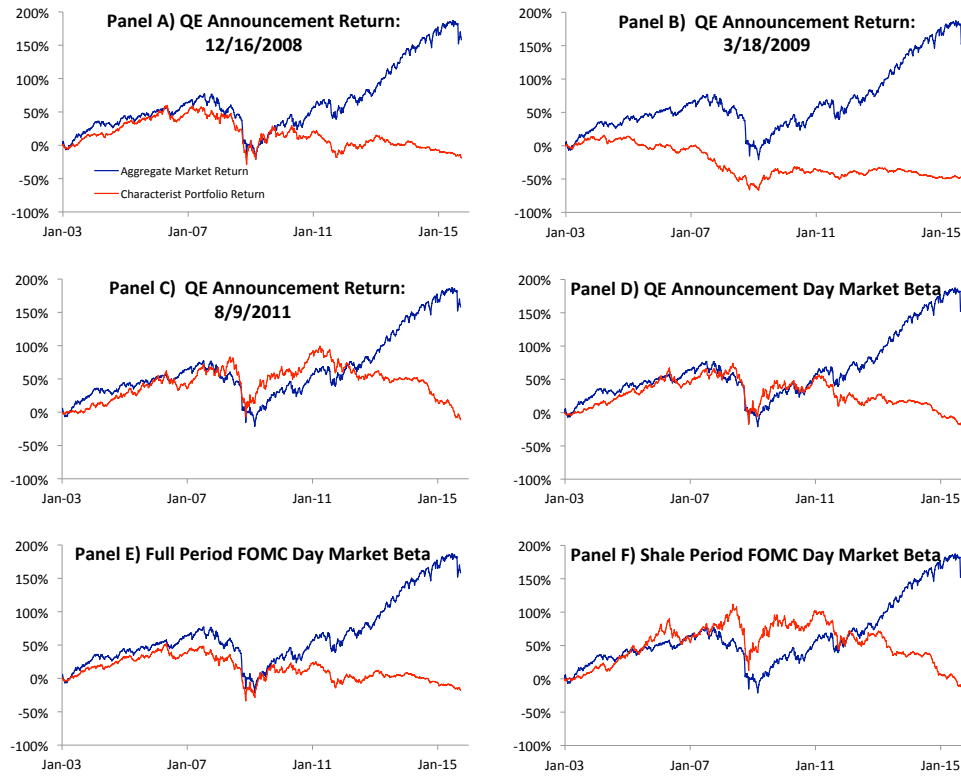 Panel A) QE Announcement Return:
12/16/2008
200%
150%
100%
50%
0%
-50%
-100%
Aggregate Market Return
Characterist Portfolio Return
Jan-03
Jan-07
Jan-11
Jan-15
Panel B) QE Announcement Return:
3/18/2009
200%
150%
100%
50%
0%
-50%
-100%
Jan-03
Jan-07
Jan-11
Jan-15
Panel C) QE Announcement Return:
8/9/2011
200%
150%
100%
50%
0%
-50%
-100%
Jan-03
Jan-07
Jan-11
Jan-15
Panel D) QE Announcement Day Market Beta
200%
150%
100%
50%
0%
-50%
-100%
Jan-03
Jan-07
Jan-11
Jan-15
Panel E) Full Period FOMC Day Market Beta
200%
150%
100%
50%
0%
-50%
-100%
Jan-03
Jan-07
Jan-11
Jan-15
Panel F) Shale Period FOMC Day Market Beta
200%
150%
100%
50%
0%
-50%
-100%
Jan-03
Jan-07
Jan-11
Jan-15